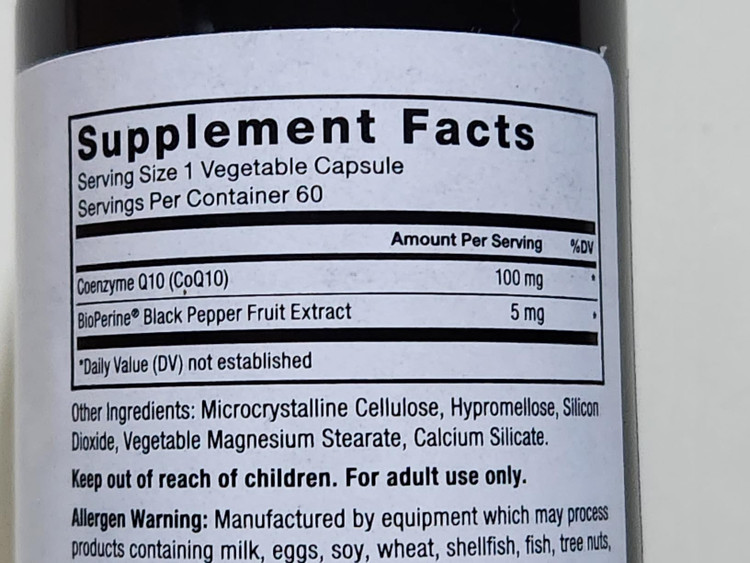 Supplement Facts
Serving Size 1 Vegetable Capsule
Servings Per Container 60
Amount Per Serving %DV
Coenzyme Q10 (CoQ10) 100 mg *
BioPerine® Black Pepper Fruit Extract 5 mg *
*Daily Value (DV) not established
Other Ingredients: Microcrystalline Cellulose, Hypromellose, Silicon
Dioxide, Vegetable Magnesium Stearate, Calcium Silicate.
Keep out of reach of children. For adult use only.
Allergen Warning: Manufactured by equipment which may process
products containing milk, eggs, soy, wheat, shellfish, fish, tree nuts,